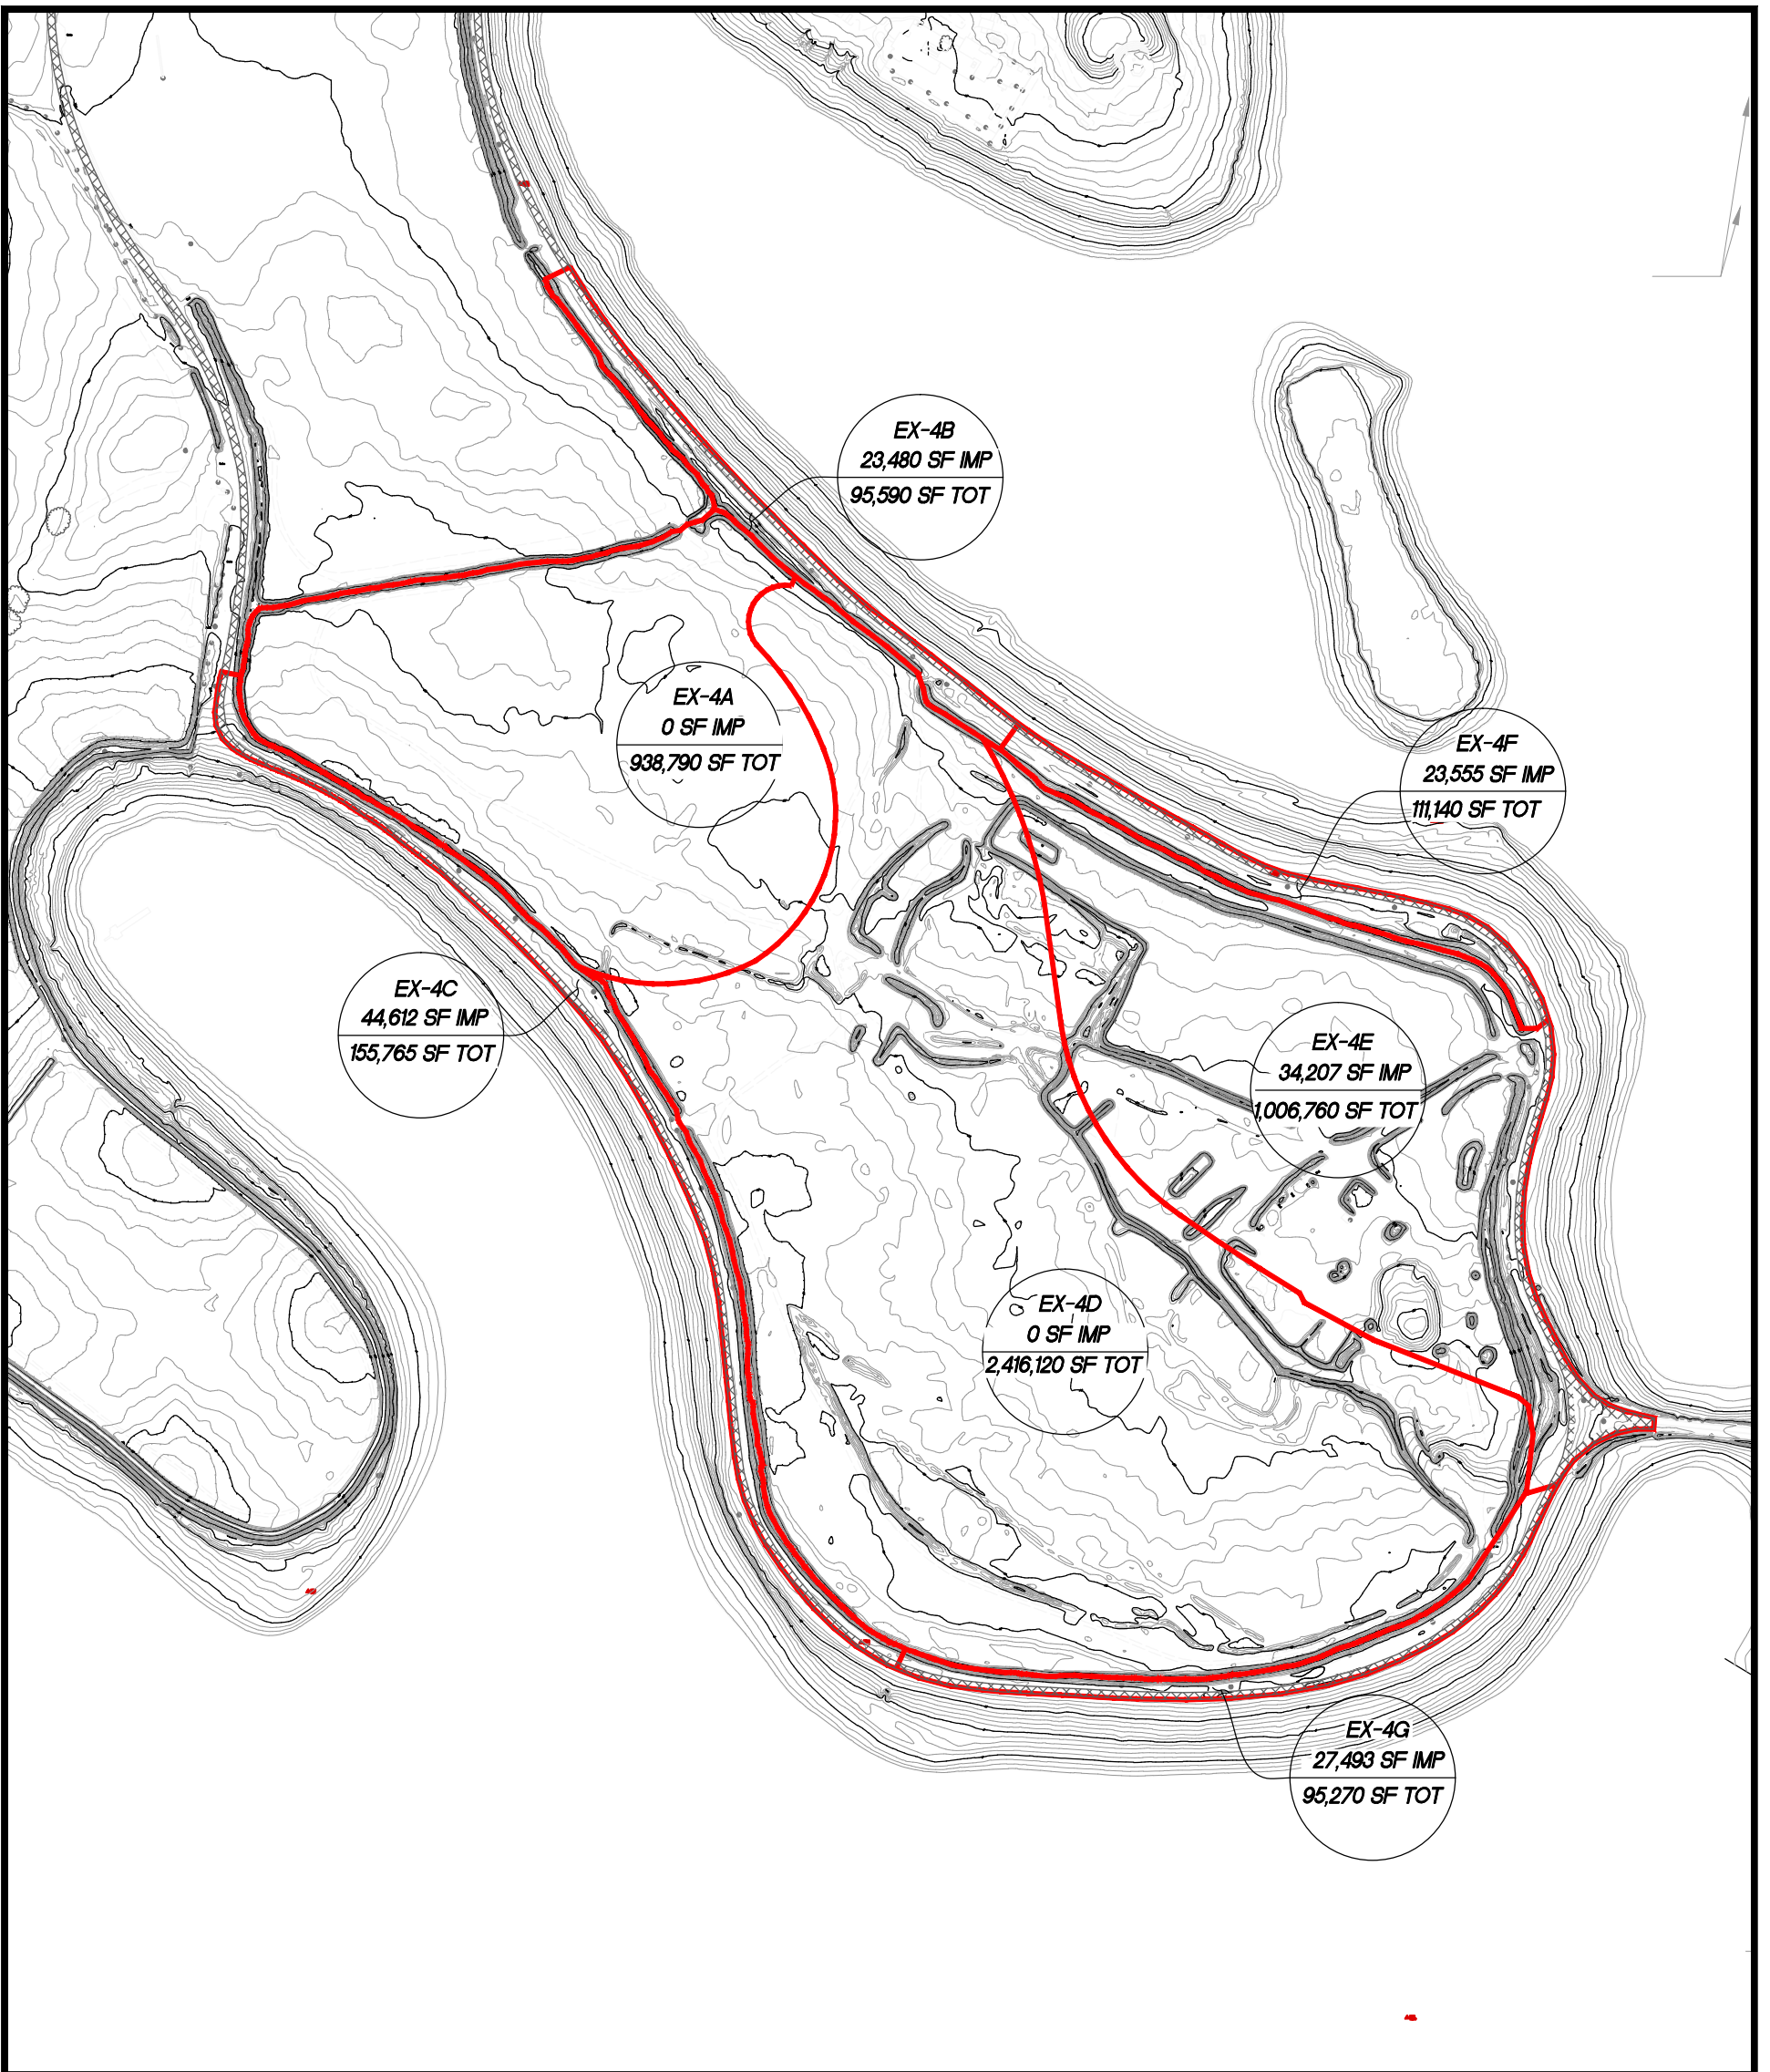 EX-4B
23,480 SF IMP
95,590 SF TOT
EX-4A
0 SF IMP
938,790 SF TOT
EX-4F
23,555 SF IMP
111,140 SF TOT
EX-4C
44,612 SF IMP
155,765 SF TOT
EX-4E
34,207 SF IMP
1,006,760 SF TOT
EX-4D
0 SF IMP
2,416,120 SF TOT
EX-4G
27,493 SF IMP
95,270 SF TOT